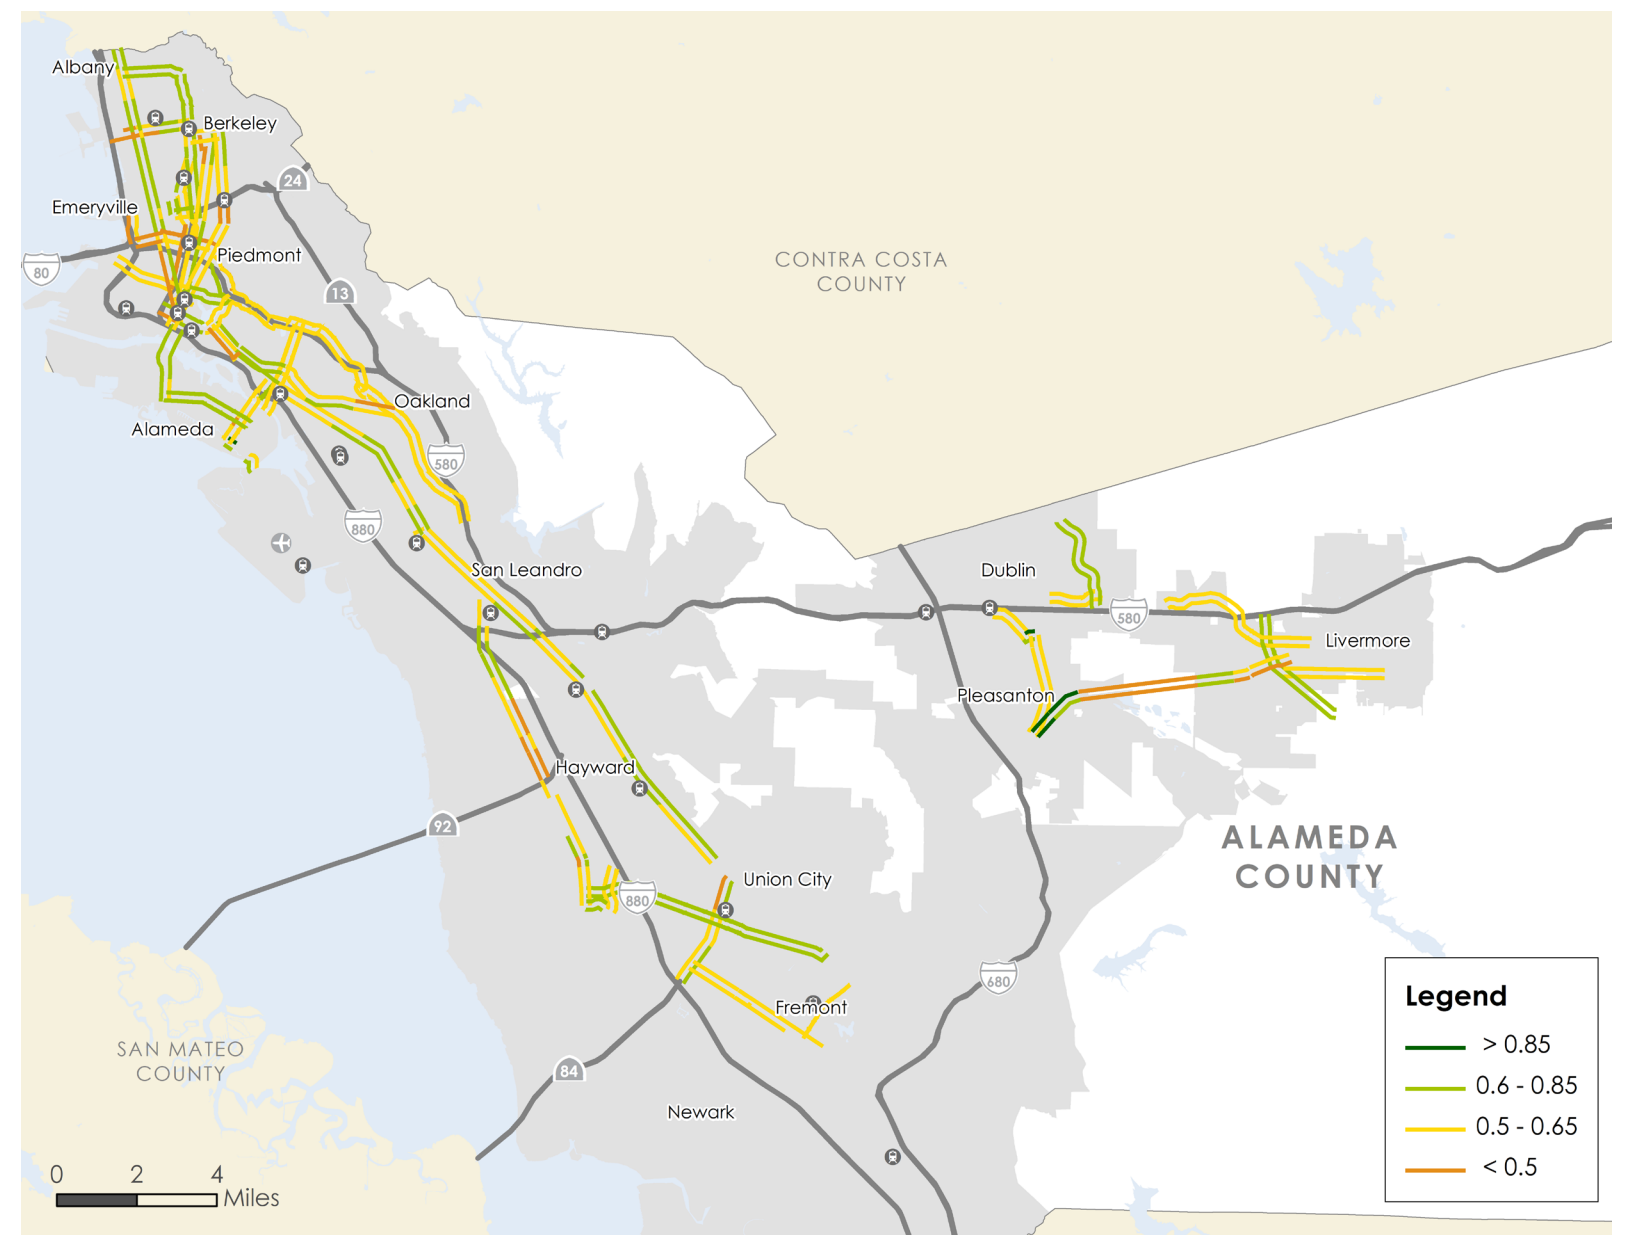 Albany
Berkeley
24
Emeryville
Piedmont
80
13
CONTRA COSTA
COUNTY
Oakland
Alameda
580
880
San Leandro
Dublin
580
Livermore
Pleasanton
Hayward
92
ALAMEDA
COUNTY
Union City
880
680
Fremont
SAN MATEO
COUNTY
84
Newark
Legend
> 0.85
0.6 - 0.85
0.5 - 0.65
< 0.5
0 2 4
Miles